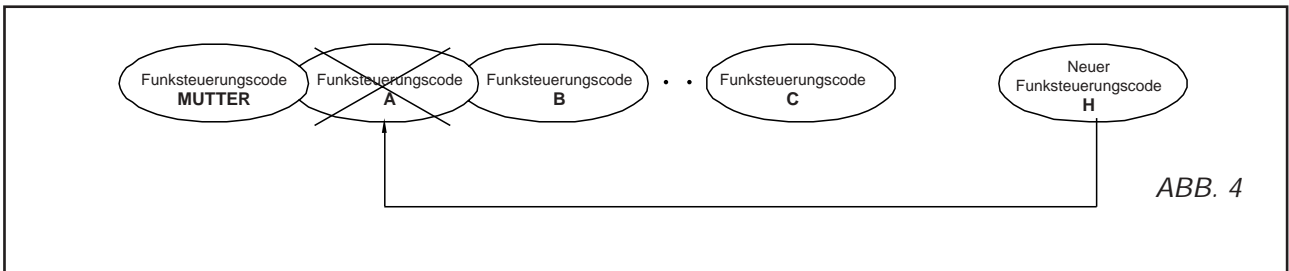 Funksteuerungscode
MUTTER
Funksteuerungscode
A
Funksteuerungscode
B
Funksteuerungscode
C
Neuer
Funksteuerungscode
H
ABB. 4